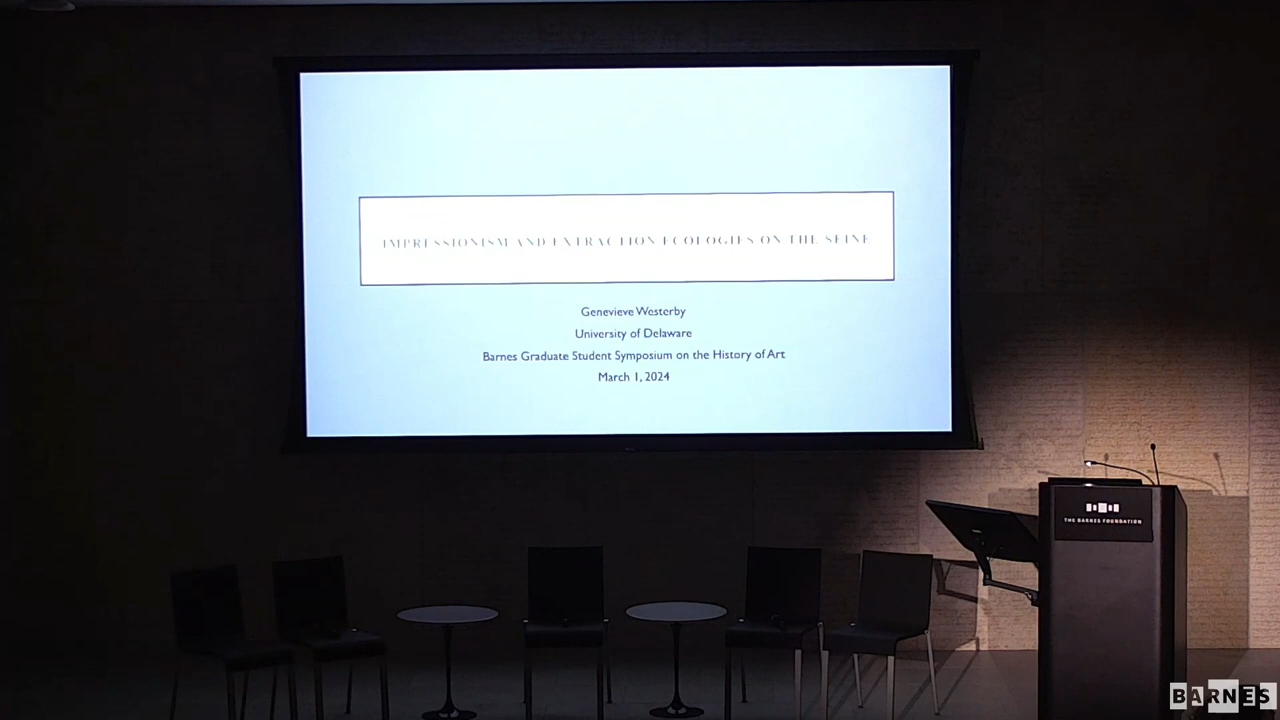 IMPRESSIONISM AND EXTRACTION ECOLOGIES ON THE SEINE
Genevieve Westerby
University of Delaware
Barnes Graduate Student Symposium on the History of Art
March 1, 2024
THE BARNES FOUNDATION
BARNES